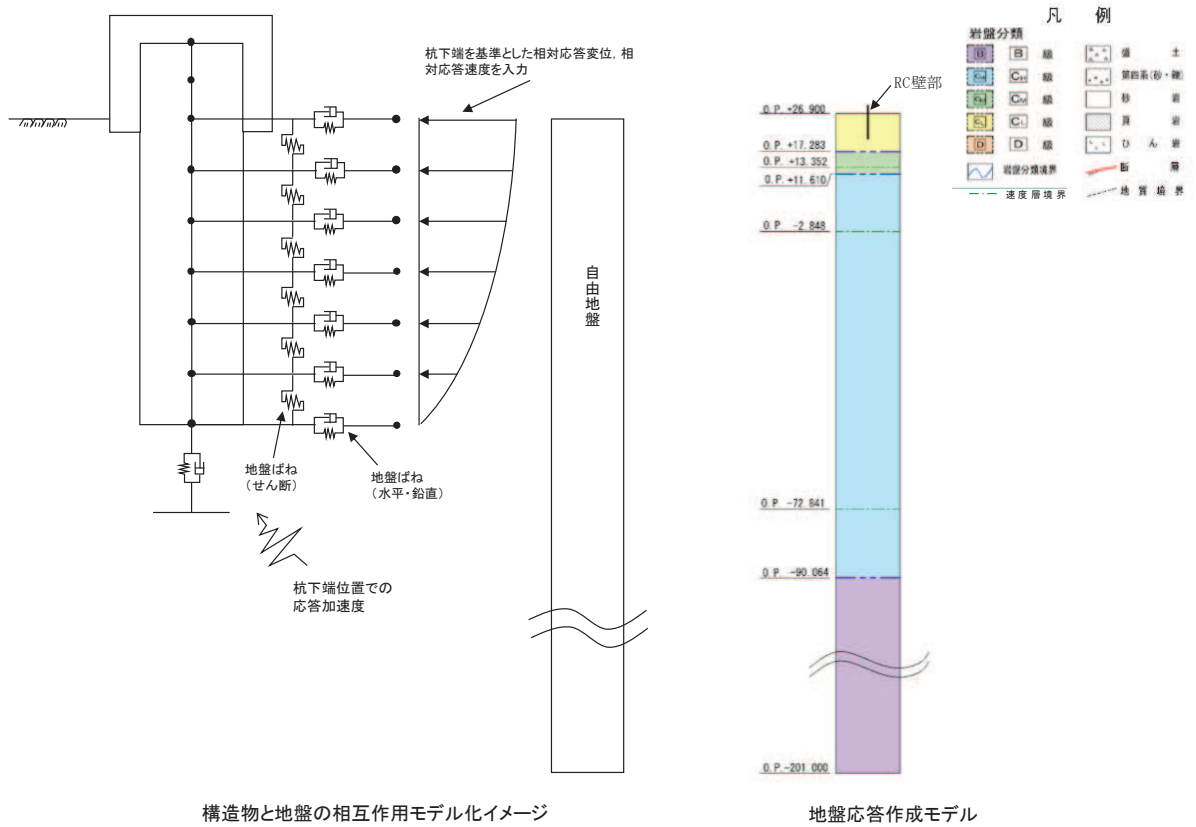 杭下端を基準とした相対応答変位，相
対応答速度を入力
自由地盤
地盤ばね
（せん断）
地盤ばね
（水平・鉛直）
杭下端位置での
応答加速度
構造物と地盤の相互作用モデル化イメージ
RC壁部
O.P. +26.900
O.P. +17.283
O.P. +13.352
O.P. +11.610
O.P. -2.848
O.P. -72.841
O.P. -90.064
O.P. -201.000
地盤応答作成モデル
凡 例
岩盤分類
B B 級
CH CH 級
CM CM 級
CL CL 級
D D 級
岩盤分類境界
速度層境界
盛 土
第四系(砂・礫)
砂 岩
頁 岩
ひ ん 岩
断 層
地 質 境 界